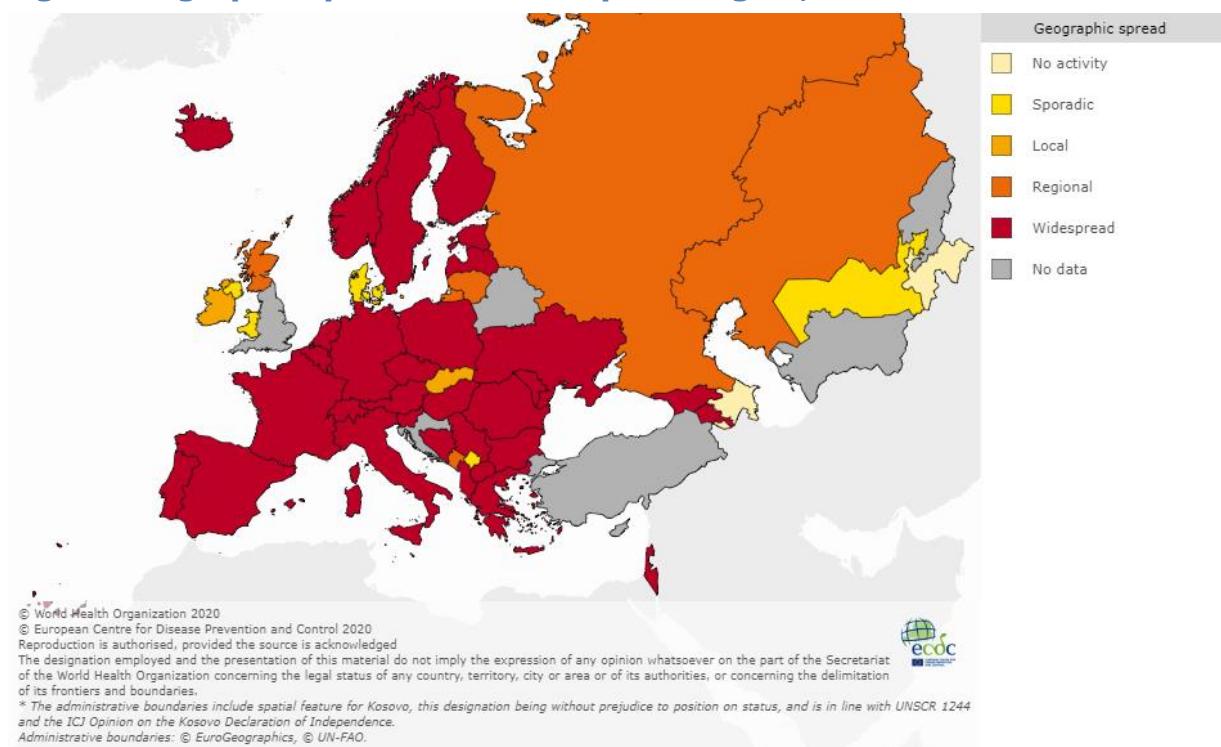 Geographic spread
No activity
Sporadic
Local
Regional
Widespread
No data
© World Health Organization 2020
© European Centre for Disease Prevention and Control 2020
Reproduction is authorised, provided the source is acknowledged
The designation employed and the presentation of this material do not imply the expression of any opinion whatsoever on the part of the Secretariat
of the World Health Organization concerning the legal status of any country, territory, city or area or of its authorities, or concerning the delimitation
of its frontiers and boundaries.
* The administrative boundaries include spatial feature for Kosovo, this designation being without prejudice to position on status, and is in line with UNSCR 1244
and the ICJ Opinion on the Kosovo Declaration of Independence.
Administrative boundaries: © EuroGeographics, © UN-FAO.
ecdc